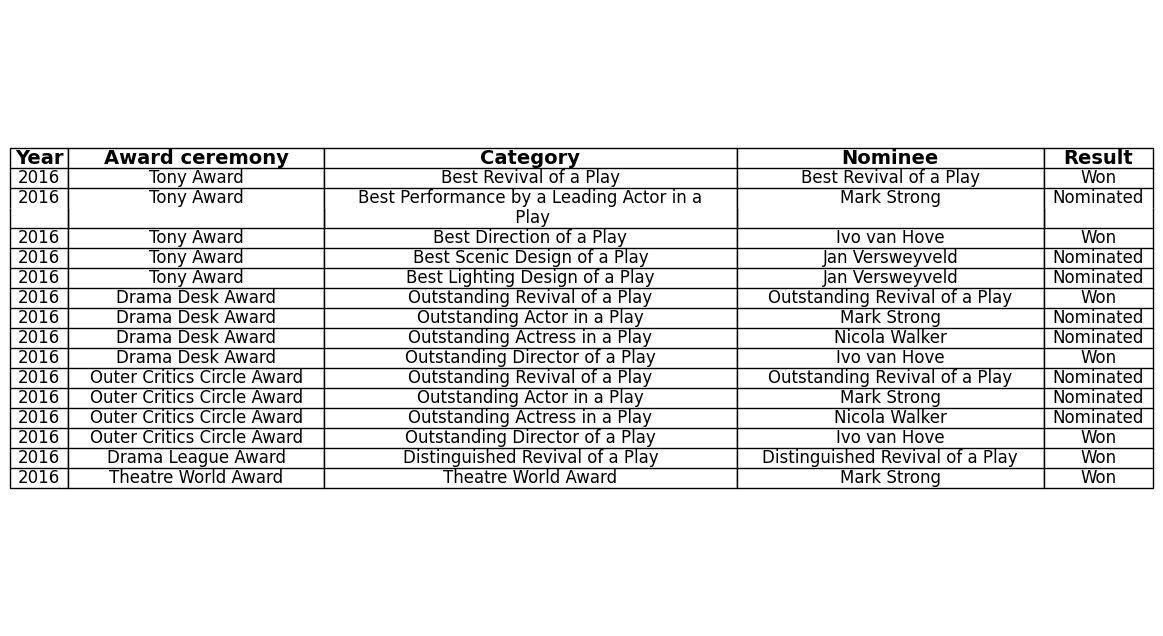 Year Award ceremony Category Nominee Result
2016 Tony Award Best Revival of a Play Best Revival of a Play Won
2016 Tony Award Best Performance by a Leading Actor in a Mark Strong Nominated
Play
2016 Tony Award Best Direction of a Play Ivo van Hove Won
2016 Tony Award Best Scenic Design of a Play Jan Versweyveld Nominated
2016 Tony Award Best Lighting Design of a Play Jan Versweyveld Nominated
2016 Drama Desk Award Outstanding Revival of a Play Outstanding Revival of a Play Won
2016 Drama Desk Award Outstanding Actor in a Play Mark Strong Nominated
2016 Drama Desk Award Outstanding Actress in a Play Nicola Walker Nominated
2016 Drama Desk Award Outstanding Director of a Play Ivo van Hove Won
2016 Outer Critics Circle Award Outstanding Revival of a Play Outstanding Revival of a Play Nominated
2016 Outer Critics Circle Award Outstanding Actor in a Play Mark Strong Nominated
2016 Outer Critics Circle Award Outstanding Actress in a Play Nicola Walker Nominated
2016 Outer Critics Circle Award Outstanding Director of a Play Ivo van Hove Won
2016 Drama League Award Distinguished Revival of a Play Distinguished Revival of a Play Won
2016 Theatre World Award Theatre World Award Mark Strong Won